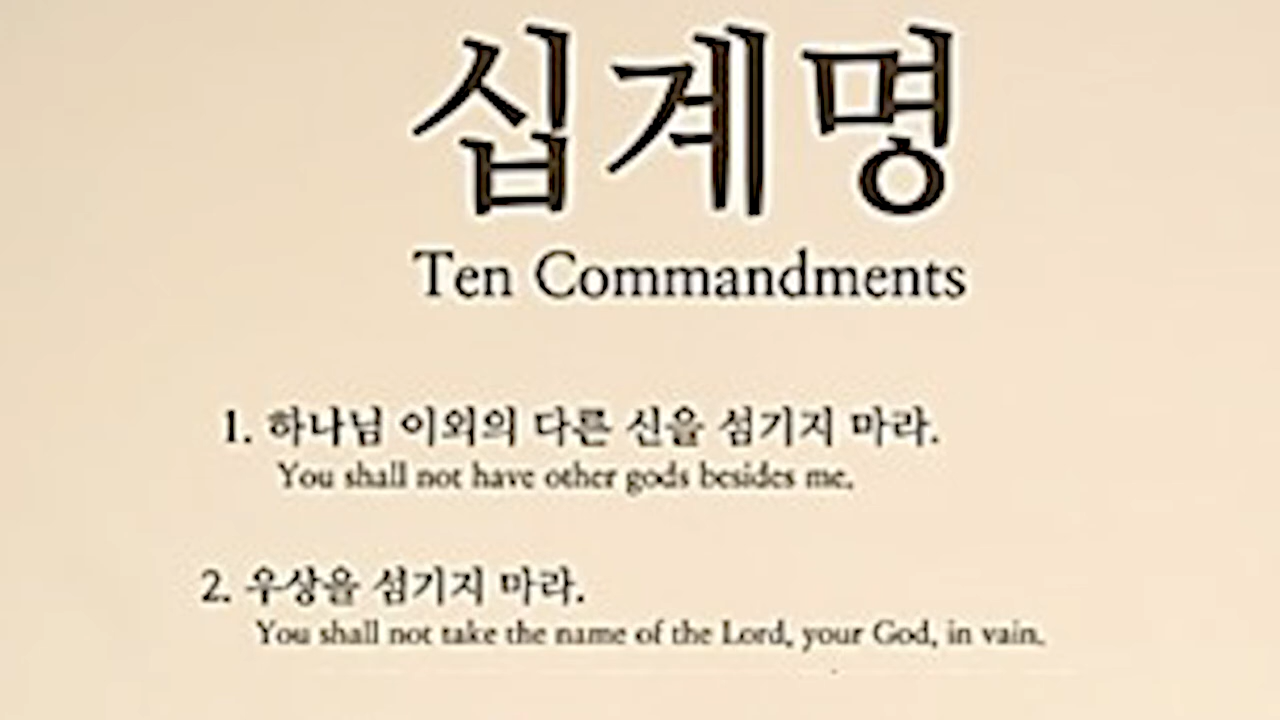 십계명
Ten Commandments
1. 하나님 이외의 다른 신을 섬기지 마라.
You shall not have other gods besides me.
2. 우상을 섬기지 마라.
You shall not take the name of the Lord, your God, in vain.